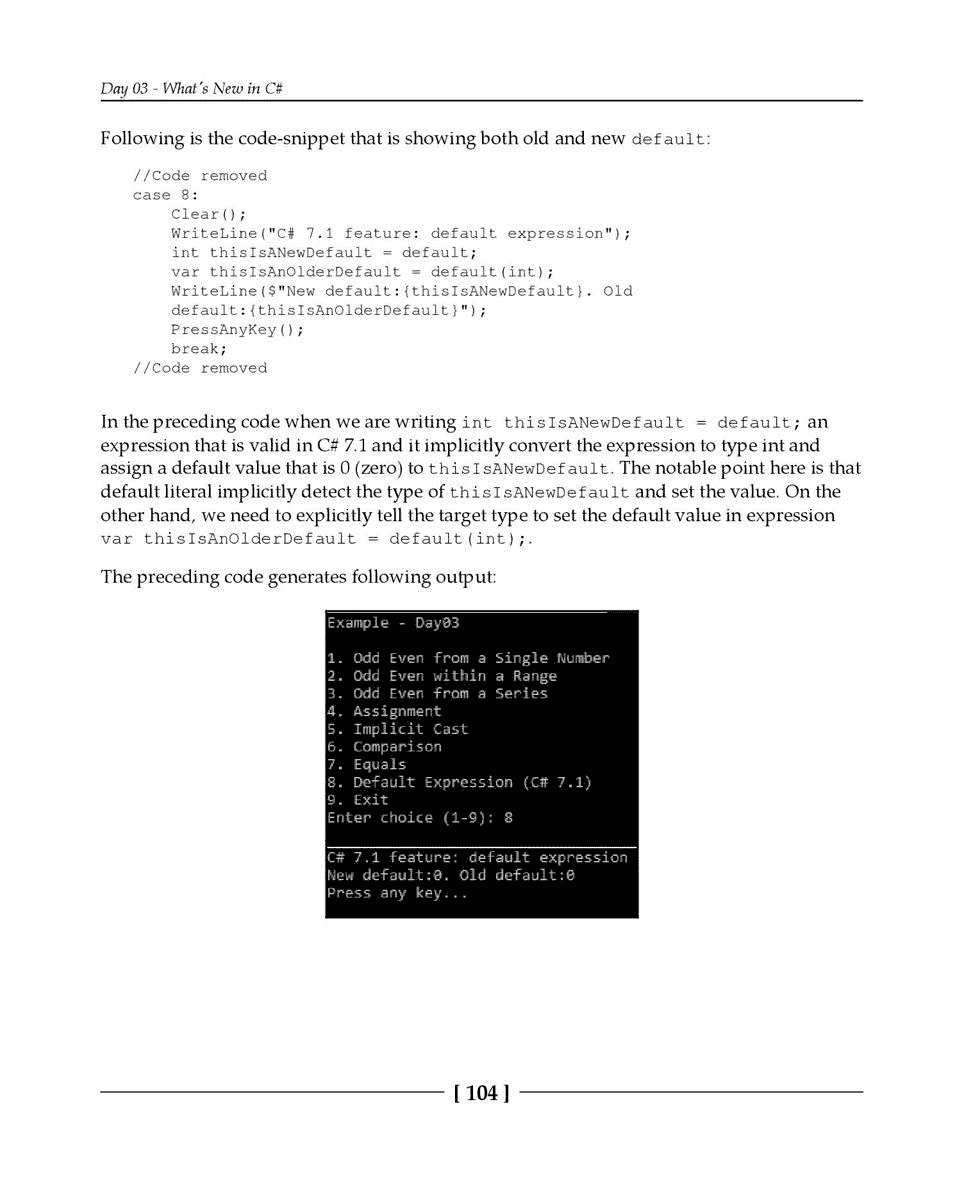 Day 03 - What's New in C#
Following is the code-snippet that is showing both old and new default:
//Code removed
case 8:
Clear();
WriteLine("C# 7.1 feature: default expression");
int thisIsANewDefault = default;
var thisIsAnOlderDefault = default(int);
WriteLine($"New default:{thisIsANewDefault}. Old
default:{thisIsAnOlderDefault}");
PressAnyKey();
break;
//Code removed
In the preceding code when we are writing int thisIsANewDefault = default; an
expression that is valid in C# 7.1 and it implicitly convert the expression to type int and
assign a default value that is 0 (zero) to thisIsANewDefault. The notable point here is that
default literal implicitly detect the type of thisIsANewDefault and set the value. On the
other hand, we need to explicitly tell the target type to set the default value in expression
var thisIsAnOlderDefault = default(int);.
The preceding code generates following output:
Example - Day03
1. Odd Even from a Single Number
2. Odd Even within a Range
3. Odd Even from a Series
4. Assignment
5. Implicit Cast
6. Comparison
7. Equals
8. Default Expression (C# 7.1)
9. Exit
Enter choice (1-9): 8
C# 7.1 feature: default expression
New default:0. Old default:0
Press any key...
[ 104 ]